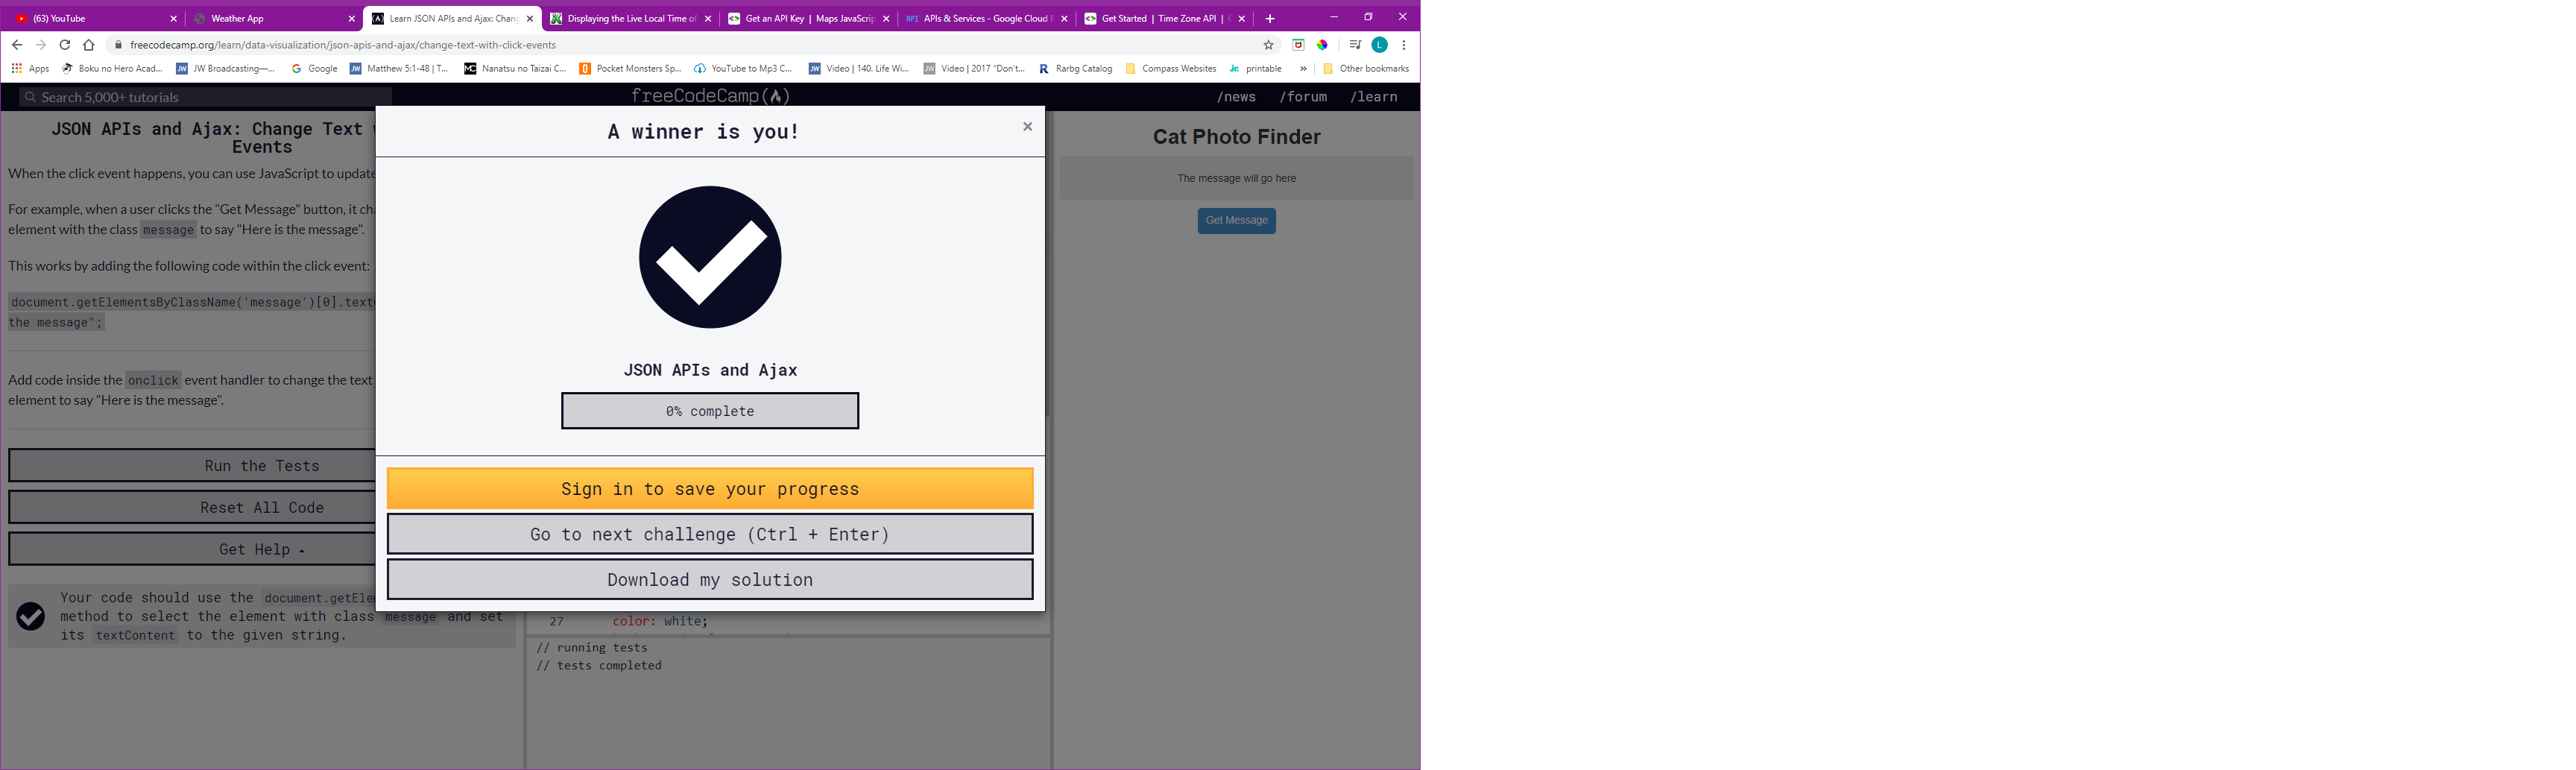 (63) YouTube
Weather App
Learn JSON APIs and Ajax: Chang
Displaying the Live Local Time of
Get an API Key | Maps JavaScrip
API APIs & Services - Google Cloud P
Get Started | Time Zone API | G
freecodecamp.org/learn/data-visualization/json-apis-and-ajax/change-text-with-click-events
L
Apps
Boku no Hero Acad...
JW JW Broadcasting—...
G Google
JW Matthew 5:1-48 | T...
MC Nanatsu no Taizai C...
Pocket Monsters Sp...
YouTube to Mp3 C...
JW Video | 140. Life Wi...
JW Video | 2017 "Don't...
R Rarbg Catalog
Compass Websites
jr. printable
»
Other bookmarks
Search 5,000+ tutorials
freeCodeCamp(🔥)
/news /forum /learn
JSON APIs and Ajax: Change Text
Events
When the click event happens, you can use JavaScript to update
For example, when a user clicks the "Get Message" button, it cha
element with the class message to say "Here is the message".
This works by adding the following code within the click event:
document.getElementsByClassName('message')[0].text
the message";
Add code inside the onclick event handler to change the text
element to say "Here is the message".
Run the Tests
Reset All Code
Get Help
Your code should use the document.getEle
method to select the element with class message and set
its textContent to the given string.
A winner is you!
×
JSON APIs and Ajax
0% complete
Sign in to save your progress
Go to next challenge (Ctrl + Enter)
Download my solution
27 color: white;
// running tests
// tests completed
Cat Photo Finder
The message will go here
Get Message